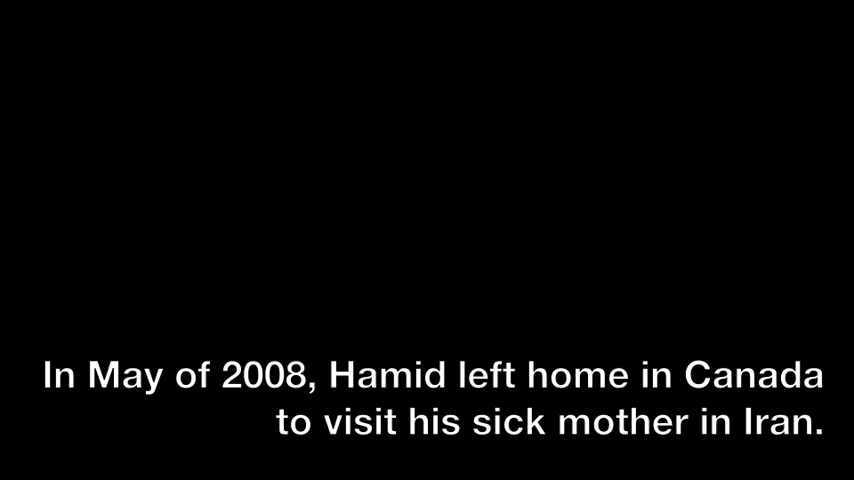 In May of 2008, Hamid left home in Canada
to visit his sick mother in Iran.